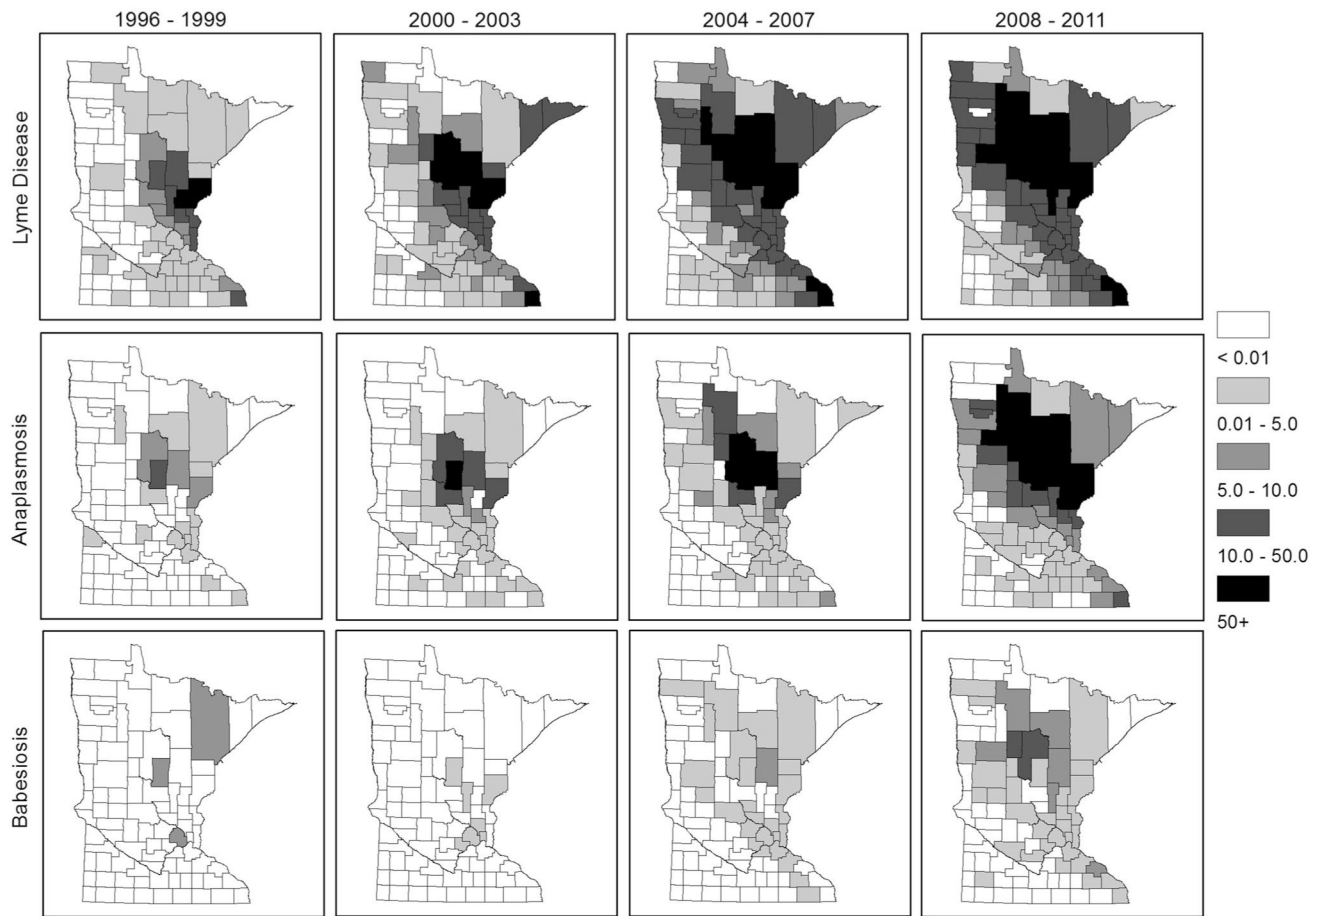 1996 - 1999
2000 - 2003
2004 - 2007
2008 - 2011
Lyme Disease
Anaplasmosis
Babesiosis
< 0.01
0.01 - 5.0
5.0 - 10.0
10.0 - 50.0
50+